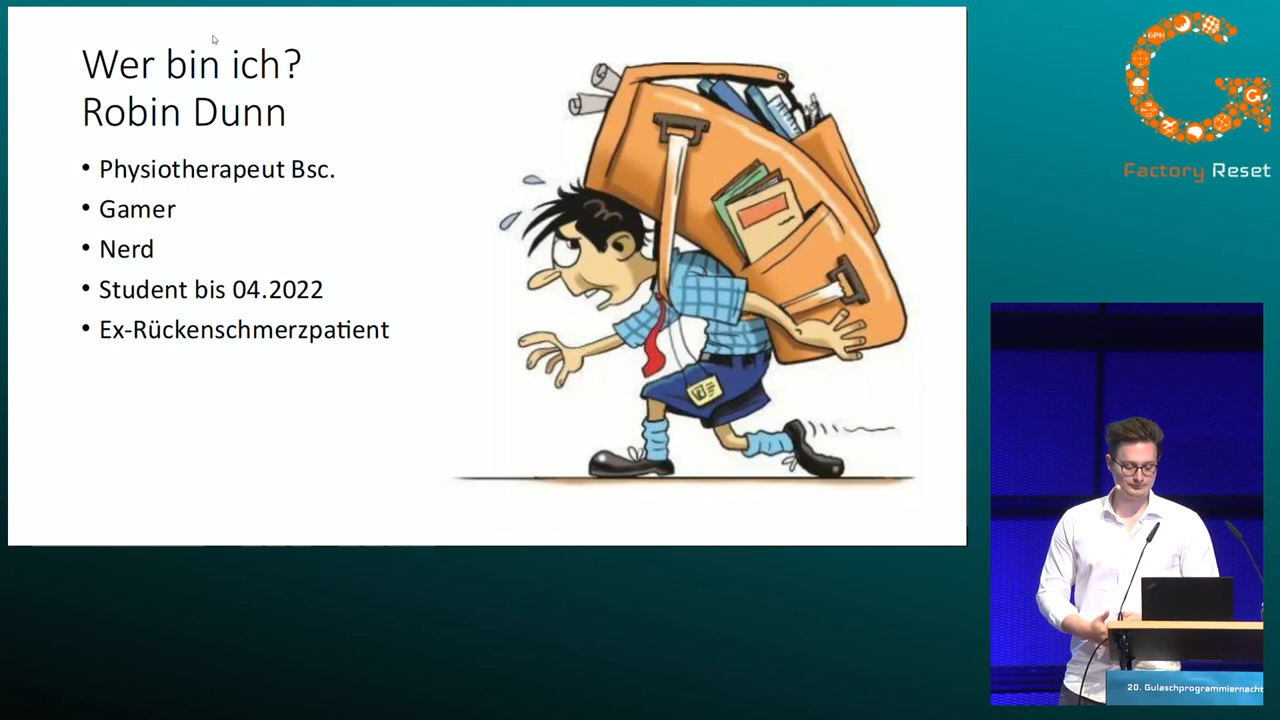 Wer bin ich?
Robin Dunn
• Physiotherapeut Bsc.
• Gamer
• Nerd
• Student bis 04.2022
• Ex-Rückenschmerzpatient
GPN
G
Factory Reset
20. Gulaschprogrammiernacht